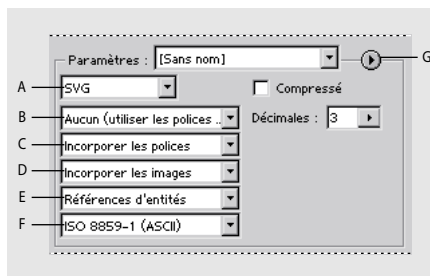 Paramètres : [Sans nom]
G
A
SVG
Compressé
B
Aucun (utiliser les polices ..
Décimales : 3
C
Incorporer les polices
D
Incorporer les images
E
Références d'entités
F
ISO 8859-1 (ASCII)